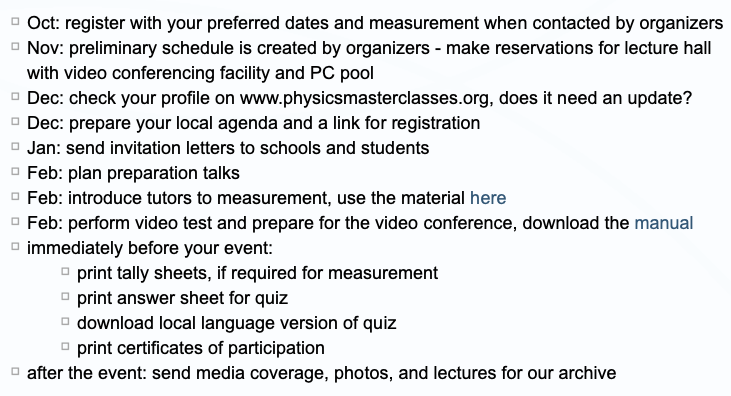 Oct: register with your preferred dates and measurement when contacted by organizers
Nov: preliminary schedule is created by organizers - make reservations for lecture hall
with video conferencing facility and PC pool
Dec: check your profile on www.physicsmasterclasses.org, does it need an update?
Dec: prepare your local agenda and a link for registration
Jan: send invitation letters to schools and students
Feb: plan preparation talks
Feb: introduce tutors to measurement, use the material here
Feb: perform video test and prepare for the video conference, download the manual
immediately before your event:
print tally sheets, if required for measurement
print answer sheet for quiz
download local language version of quiz
print certificates of participation
after the event: send media coverage, photos, and lectures for our archive